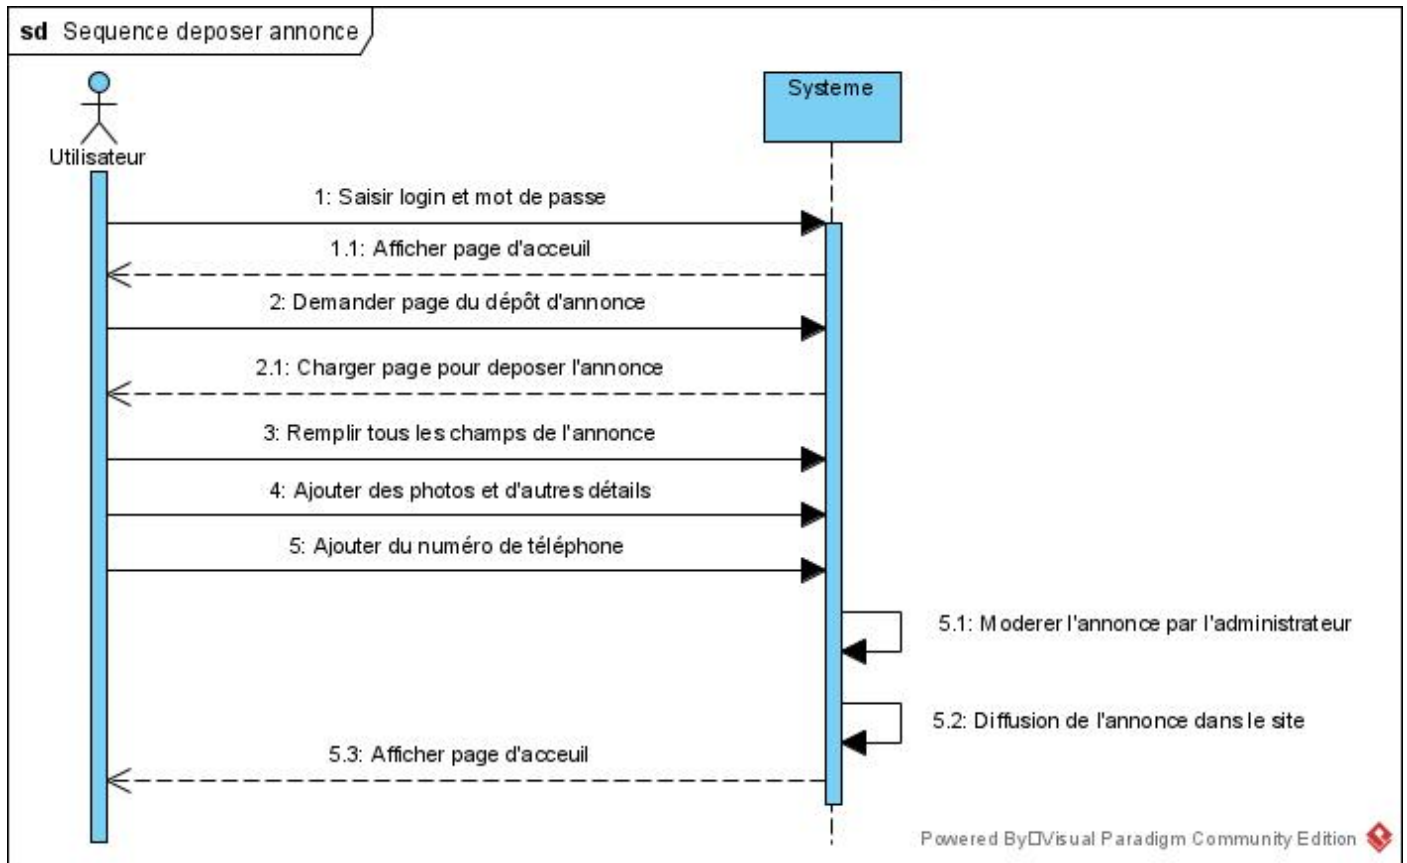 sd Sequence deposer annonce
Systeme
Utilisateur
1: Saisir login et mot de passe
1.1: Afficher page d'acceuil
2: Demander page du dépôt d'annonce
2.1: Charger page pour deposer l'annonce
3: Remplir tous les champs de l'annonce
4: Ajouter des photos et d'autres détails
5: Ajouter du numéro de téléphone
5.1: Moderer l'annonce par l'administrateur
5.2: Diffusion de l'annonce dans le site
5.3: Afficher page d'acceuil
Powered By□Visual Paradigm Community Edition